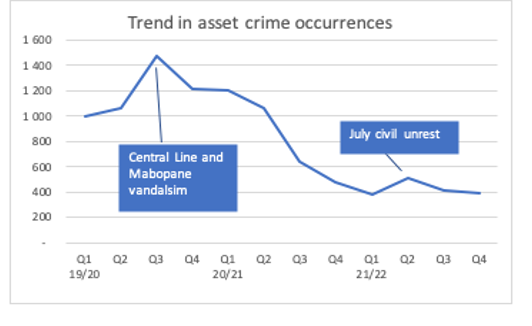 Trend in asset crime occurrences
1 600
1 400
1 200
1 000
800
600
400
200
-
Central Line and
Mabopane
vandalsim
July civil unrest
Q1 Q2 Q3 Q4 Q1 Q2 Q3 Q4 Q1 Q2 Q3 Q4
19/20 20/21 21/22